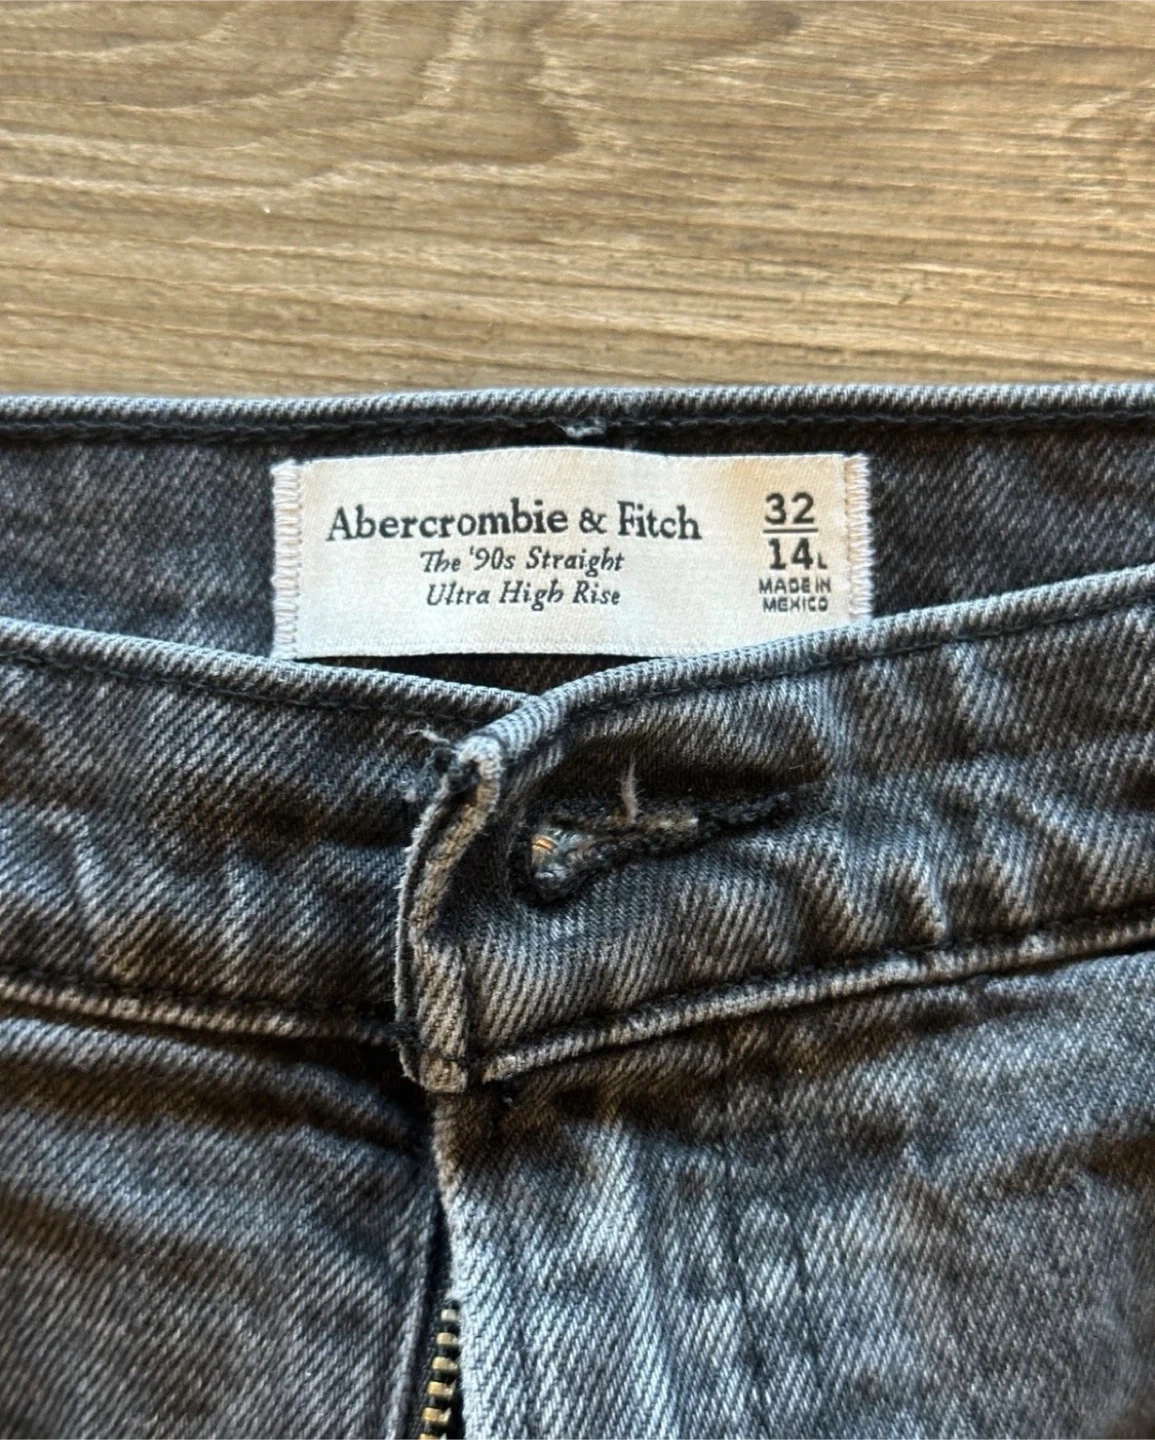 Abercrombie & Fitch
The '90s Straight
Ultra High Rise
32
14L
MADE IN
MEXICO